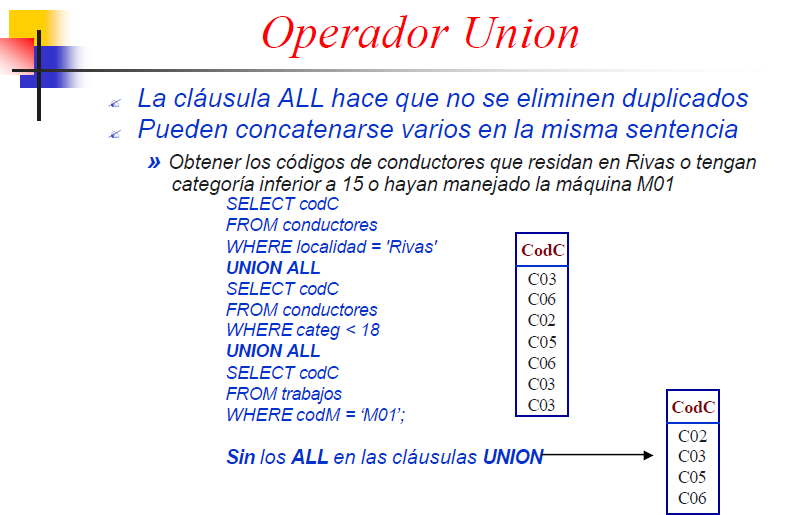 Operador Union
La cláusula ALL hace que no se eliminen duplicados
Pueden concatenarse varios en la misma sentencia
» Obtener los códigos de conductores que residan en Rivas o tengan
categoría inferior a 15 o hayan manejado la máquina M01
SELECT codC
FROM conductores
WHERE localidad = 'Rivas'
UNION ALL
SELECT codC
FROM conductores
WHERE categ < 18
UNION ALL
SELECT codC
FROM trabajos
WHERE codM = ‘M01’;
CodC
C03
C06
C02
C05
C06
C03
C03
Sin los ALL en las cláusulas UNION
CodC
C02
C03
C05
C06